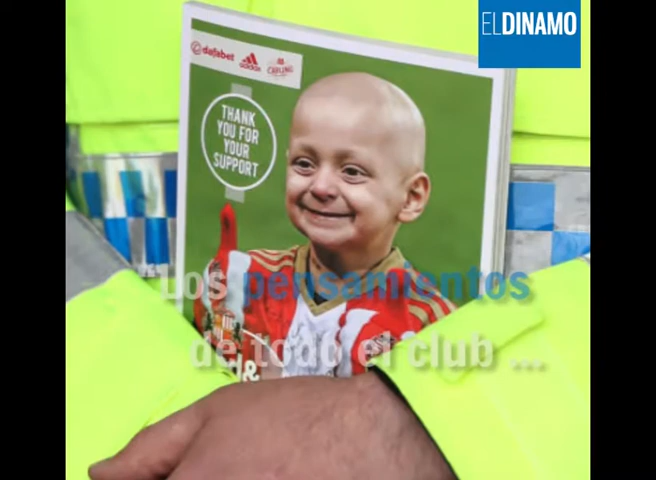 ELDINAMO
dafabet
adidas
CARLING
THANK
YOU FOR
YOUR
SUPPORT
Los pensamientos
de todo el club ...